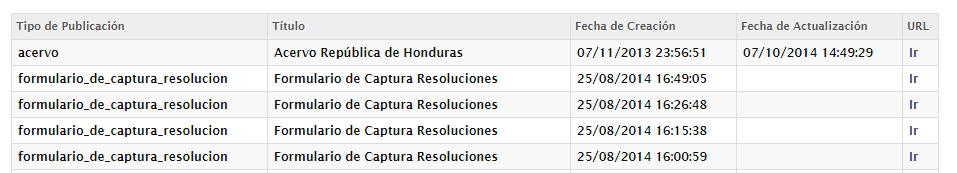 Tipo de Publicación Título Fecha de Creación Fecha de Actualización URL
acervo Acervo República de Honduras 07/11/2013 23:56:51 07/10/2014 14:49:29 Ir
formulario_de_captura_resolucion Formulario de Captura Resoluciones 25/08/2014 16:49:05 Ir
formulario_de_captura_resolucion Formulario de Captura Resoluciones 25/08/2014 16:26:48 Ir
formulario_de_captura_resolucion Formulario de Captura Resoluciones 25/08/2014 16:15:38 Ir
formulario_de_captura_resolucion Formulario de Captura Resoluciones 25/08/2014 16:00:59 Ir